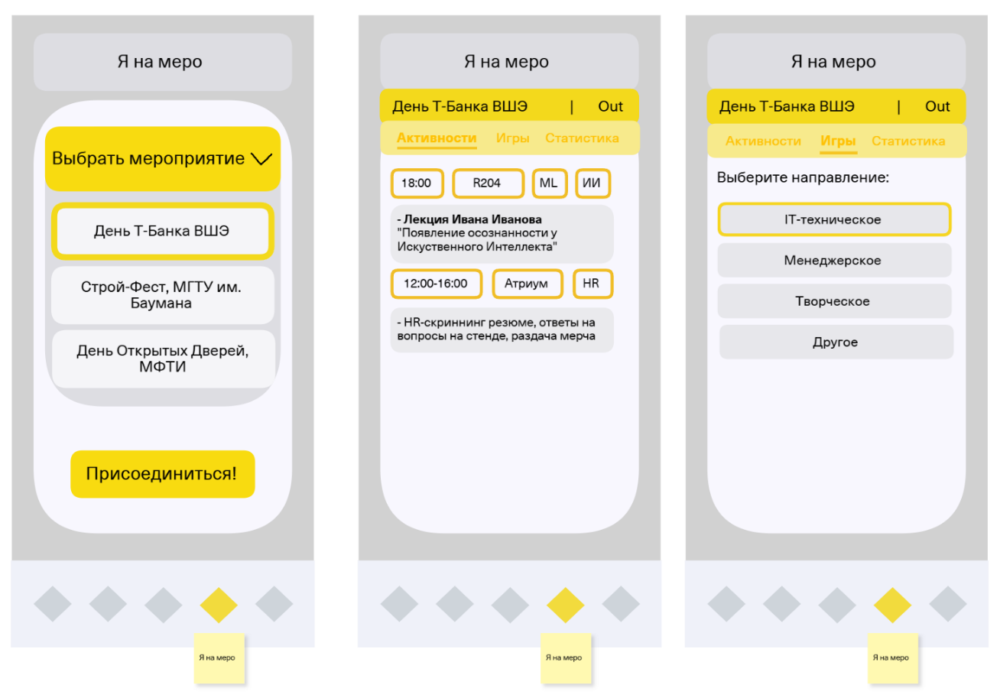 Я на меро
Выбрать мероприятие
День Т-Банка ВШЭ
Строй-Фест, МГТУ им.
Баумана
День Открытых Дверей,
МФТИ
Присоединиться!
Я на меро
Я на меро
День Т-Банка ВШЭ | Out
Активности Игры Статистика
18:00 R204 ML ИИ
- Лекция Ивана Иванова
"Появление осознанности у
Искуственного Интеллекта"
12:00-16:00 Атриум HR
- HR-скриннинг резюме, ответы на
вопросы на стенде, раздача мерча
Я на меро
Я на меро
День Т-Банка ВШЭ | Out
Активности Игры Статистика
Выберите направление:
IT-техническое
Менеджерское
Творческое
Другое
Я на меро